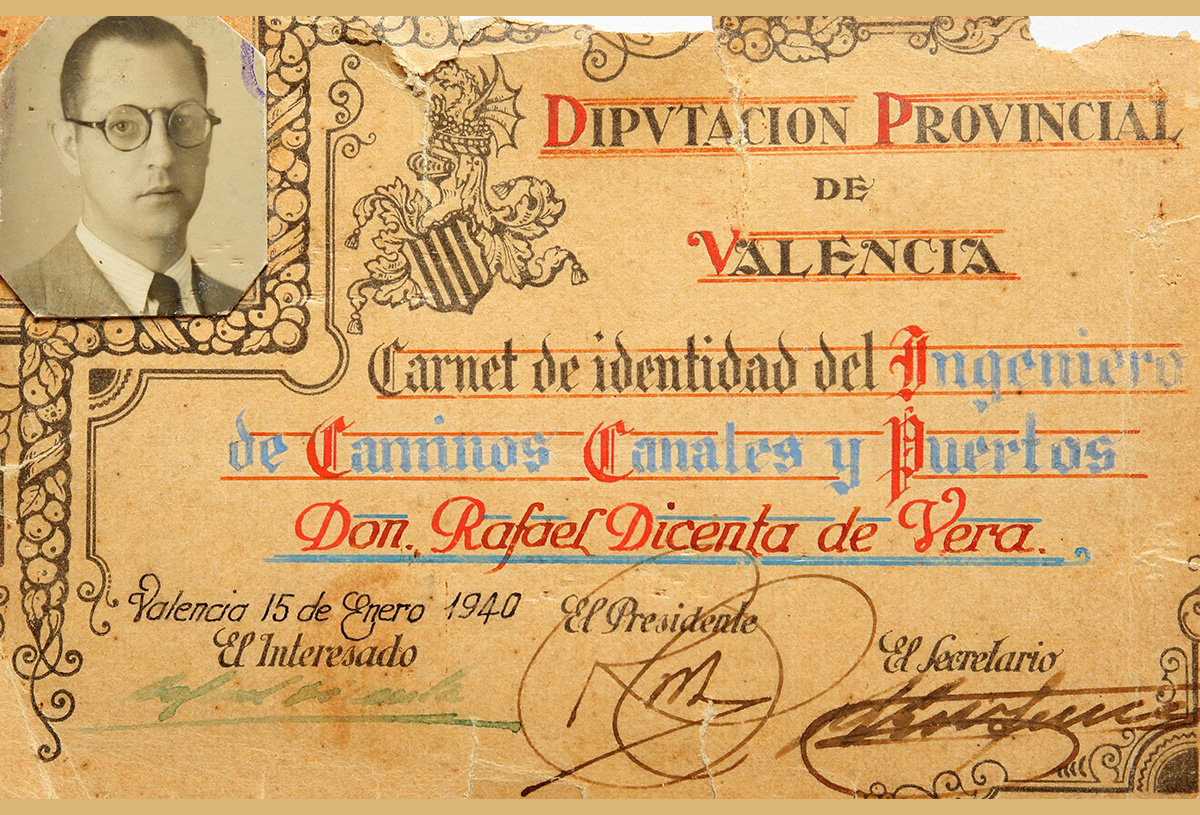 DIPVTACION PROVINCIAL
DE
VALENCIA
Carnet de identidad del Ingeniero
de Caminos Canales y Puertos
Don. Rafael Dicenta de Vera.
Valencia 15 de Enero 1940
El Presidente
El Interesado
El Secretario